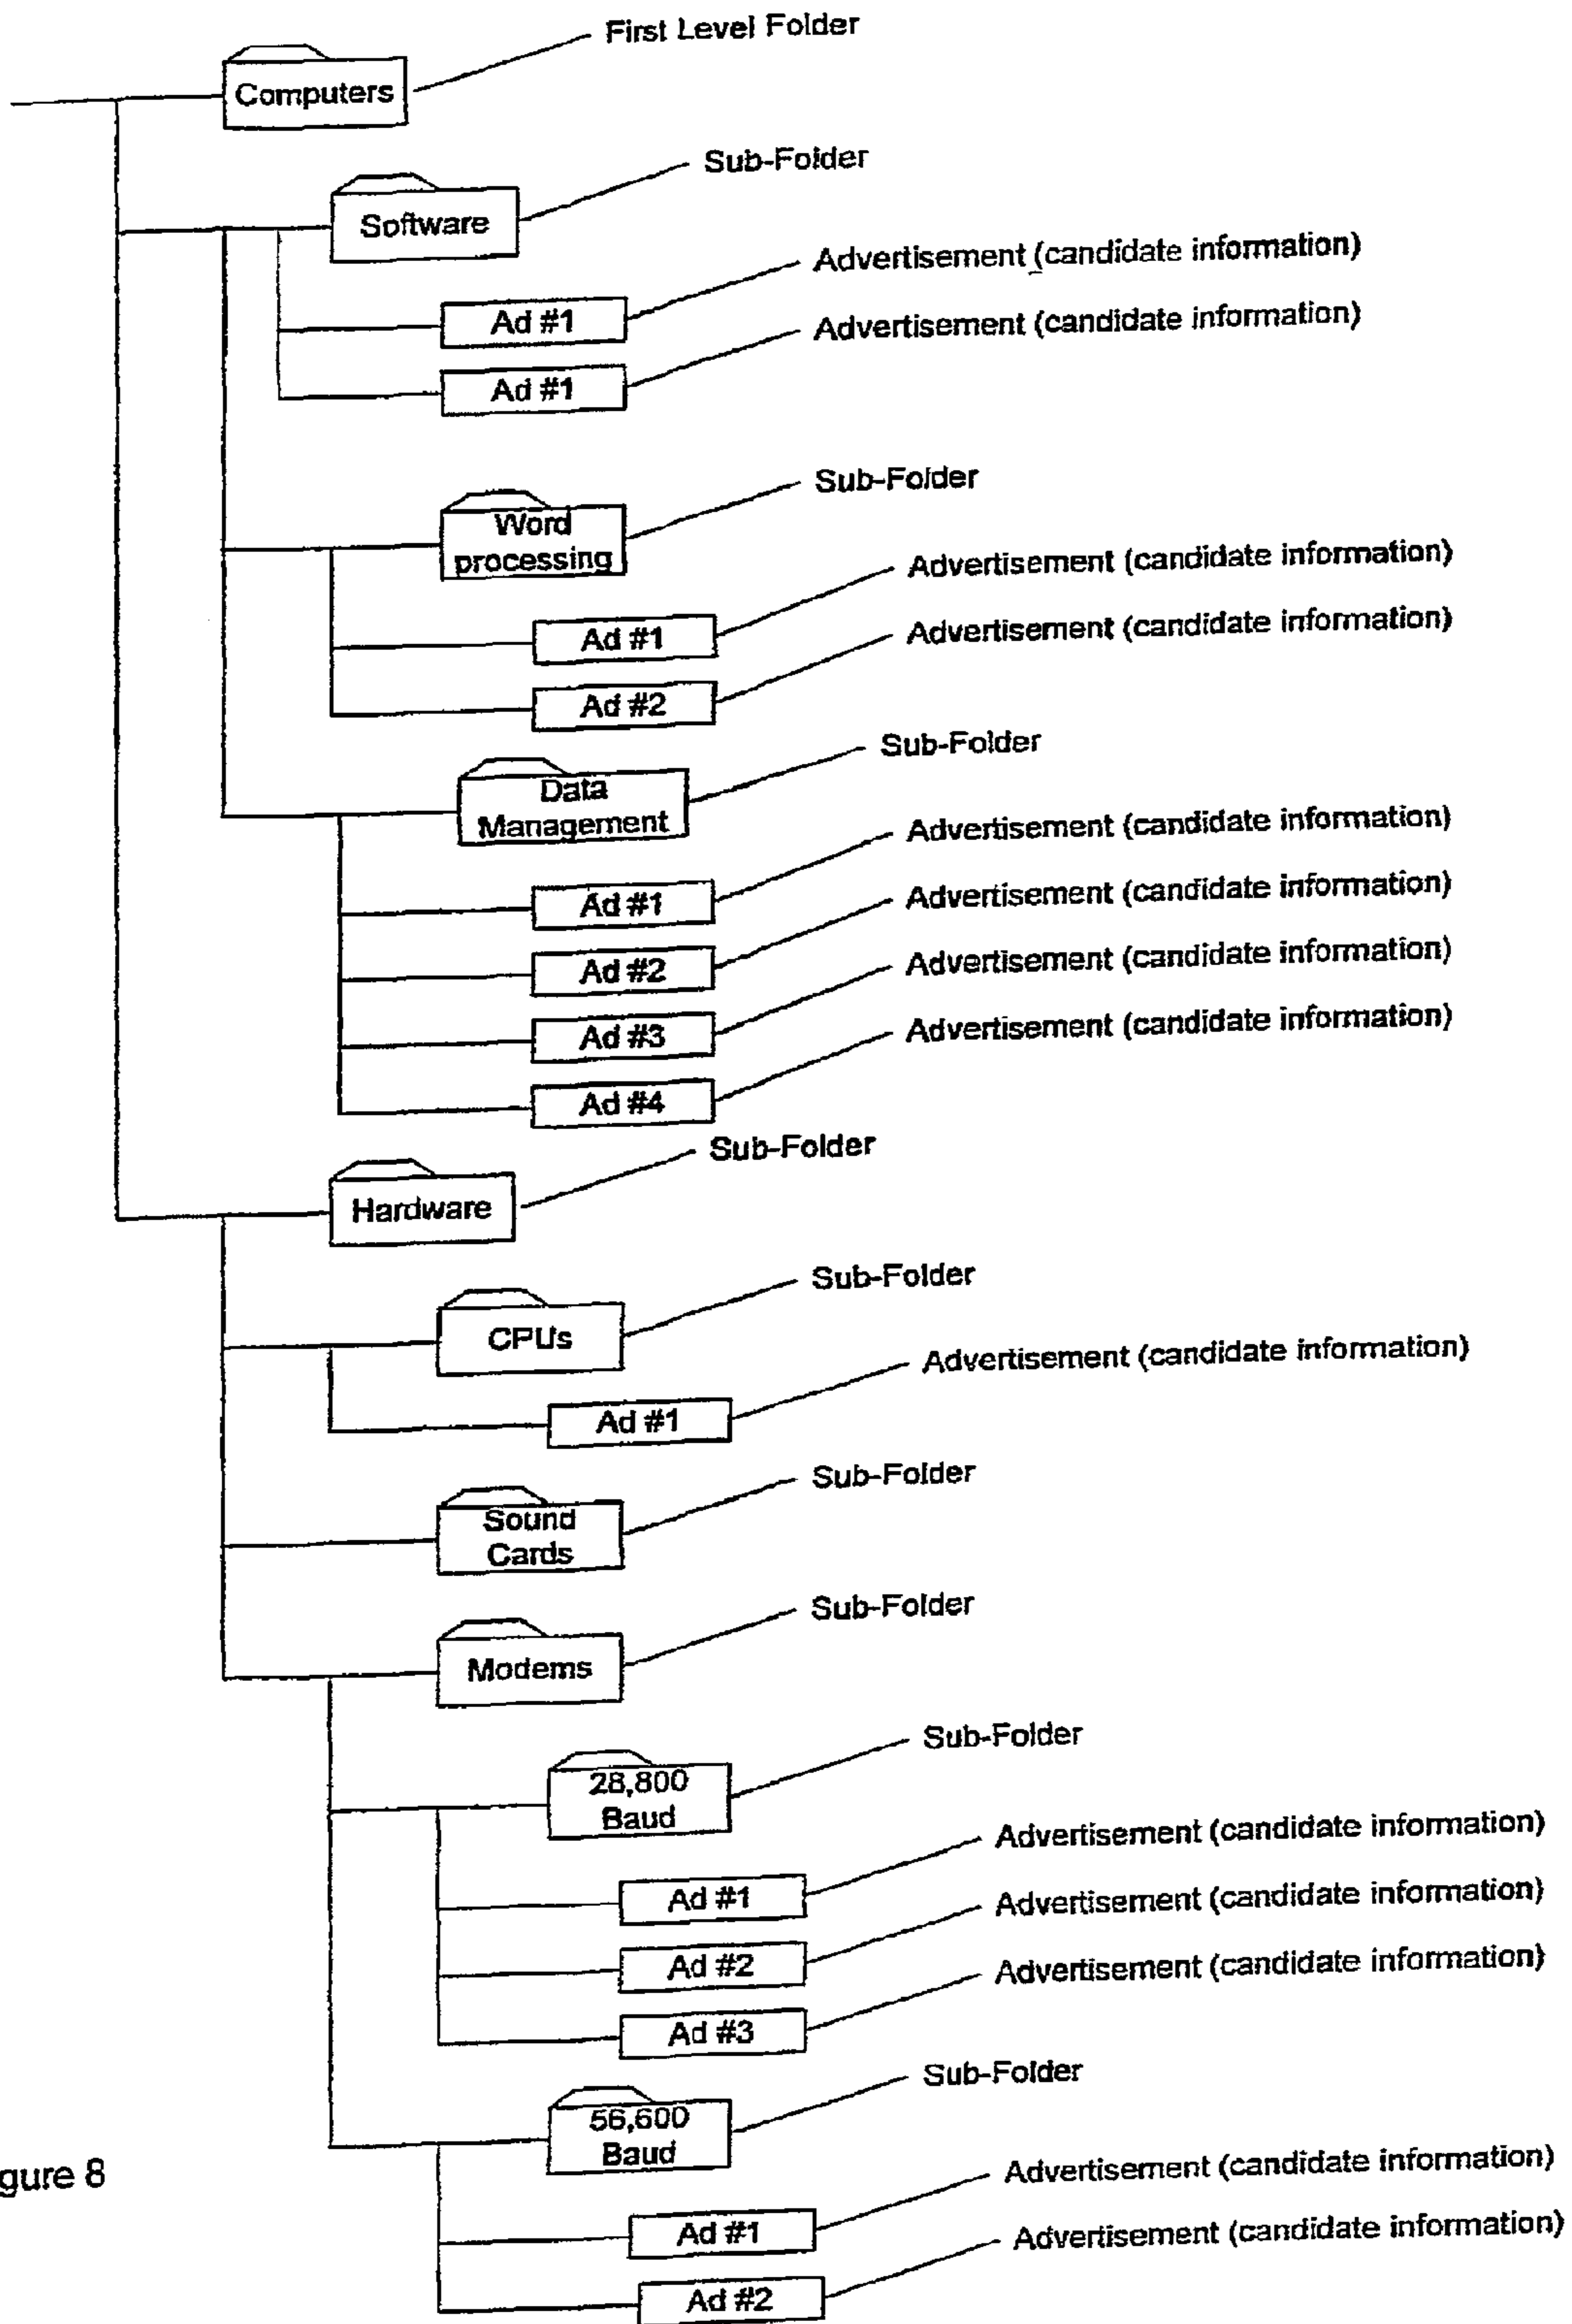 First Level Folder
Computers
Sub-Folder
Software
Advertisement (candidate information)
Ad #1
Advertisement (candidate information)
Ad #1
Sub-Folder
Word
processing
Advertisement (candidate information)
Ad #1
Advertisement (candidate information)
Ad #2
Sub-Folder
Data
Management
Advertisement (candidate information)
Ad #1
Advertisement (candidate information)
Ad #2
Advertisement (candidate information)
Ad #3
Advertisement (candidate information)
Ad #4
Sub-Folder
Hardware
Sub-Folder
CPUs
Advertisement (candidate information)
Ad #1
Sub-Folder
Sound
Cards
Sub-Folder
Modems
Sub-Folder
28,800
Baud
Advertisement (candidate information)
Ad #1
Advertisement (candidate information)
Ad #2
Advertisement (candidate information)
Ad #3
Sub-Folder
56,600
Baud
gure 8
Advertisement (candidate information)
Ad #1
Advertisement (candidate information)
Ad #2